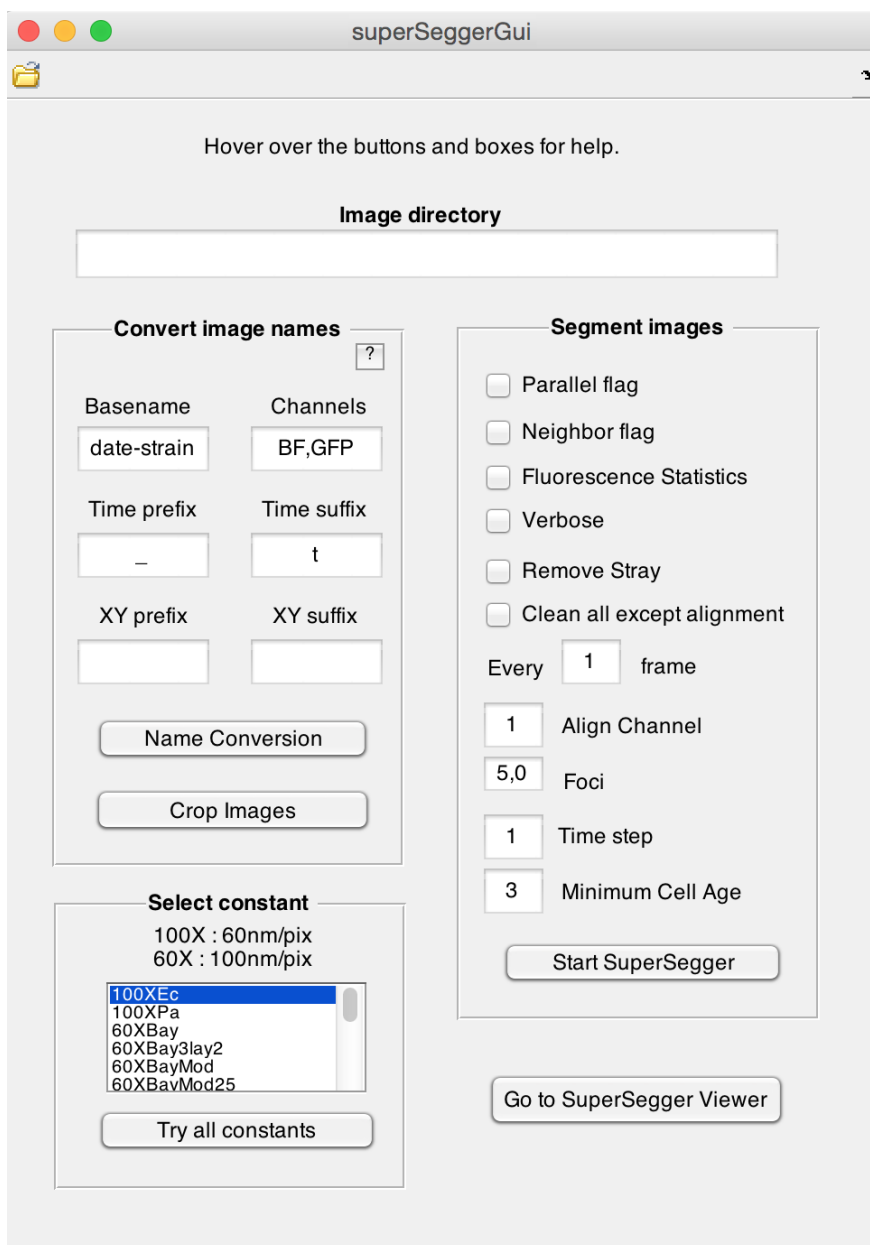 superSeggerGui
Hover over the buttons and boxes for help.
Image directory
Convert image names
?
Basename Channels
date-strain BF,GFP
Time prefix Time suffix
_ t
XY prefix XY suffix
Name Conversion
Crop Images
Select constant
100X : 60nm/pix
60X : 100nm/pix
100XEc
100XPa
60XBay
60XBay3lay2
60XBayMod
60XBayMod25
Try all constants
Segment images
Parallel flag
Neighbor flag
Fluorescence Statistics
Verbose
Remove Stray
Clean all except alignment
Every 1 frame
1 Align Channel
5,0 Foci
1 Time step
3 Minimum Cell Age
Start SuperSegger
Go to SuperSegger Viewer